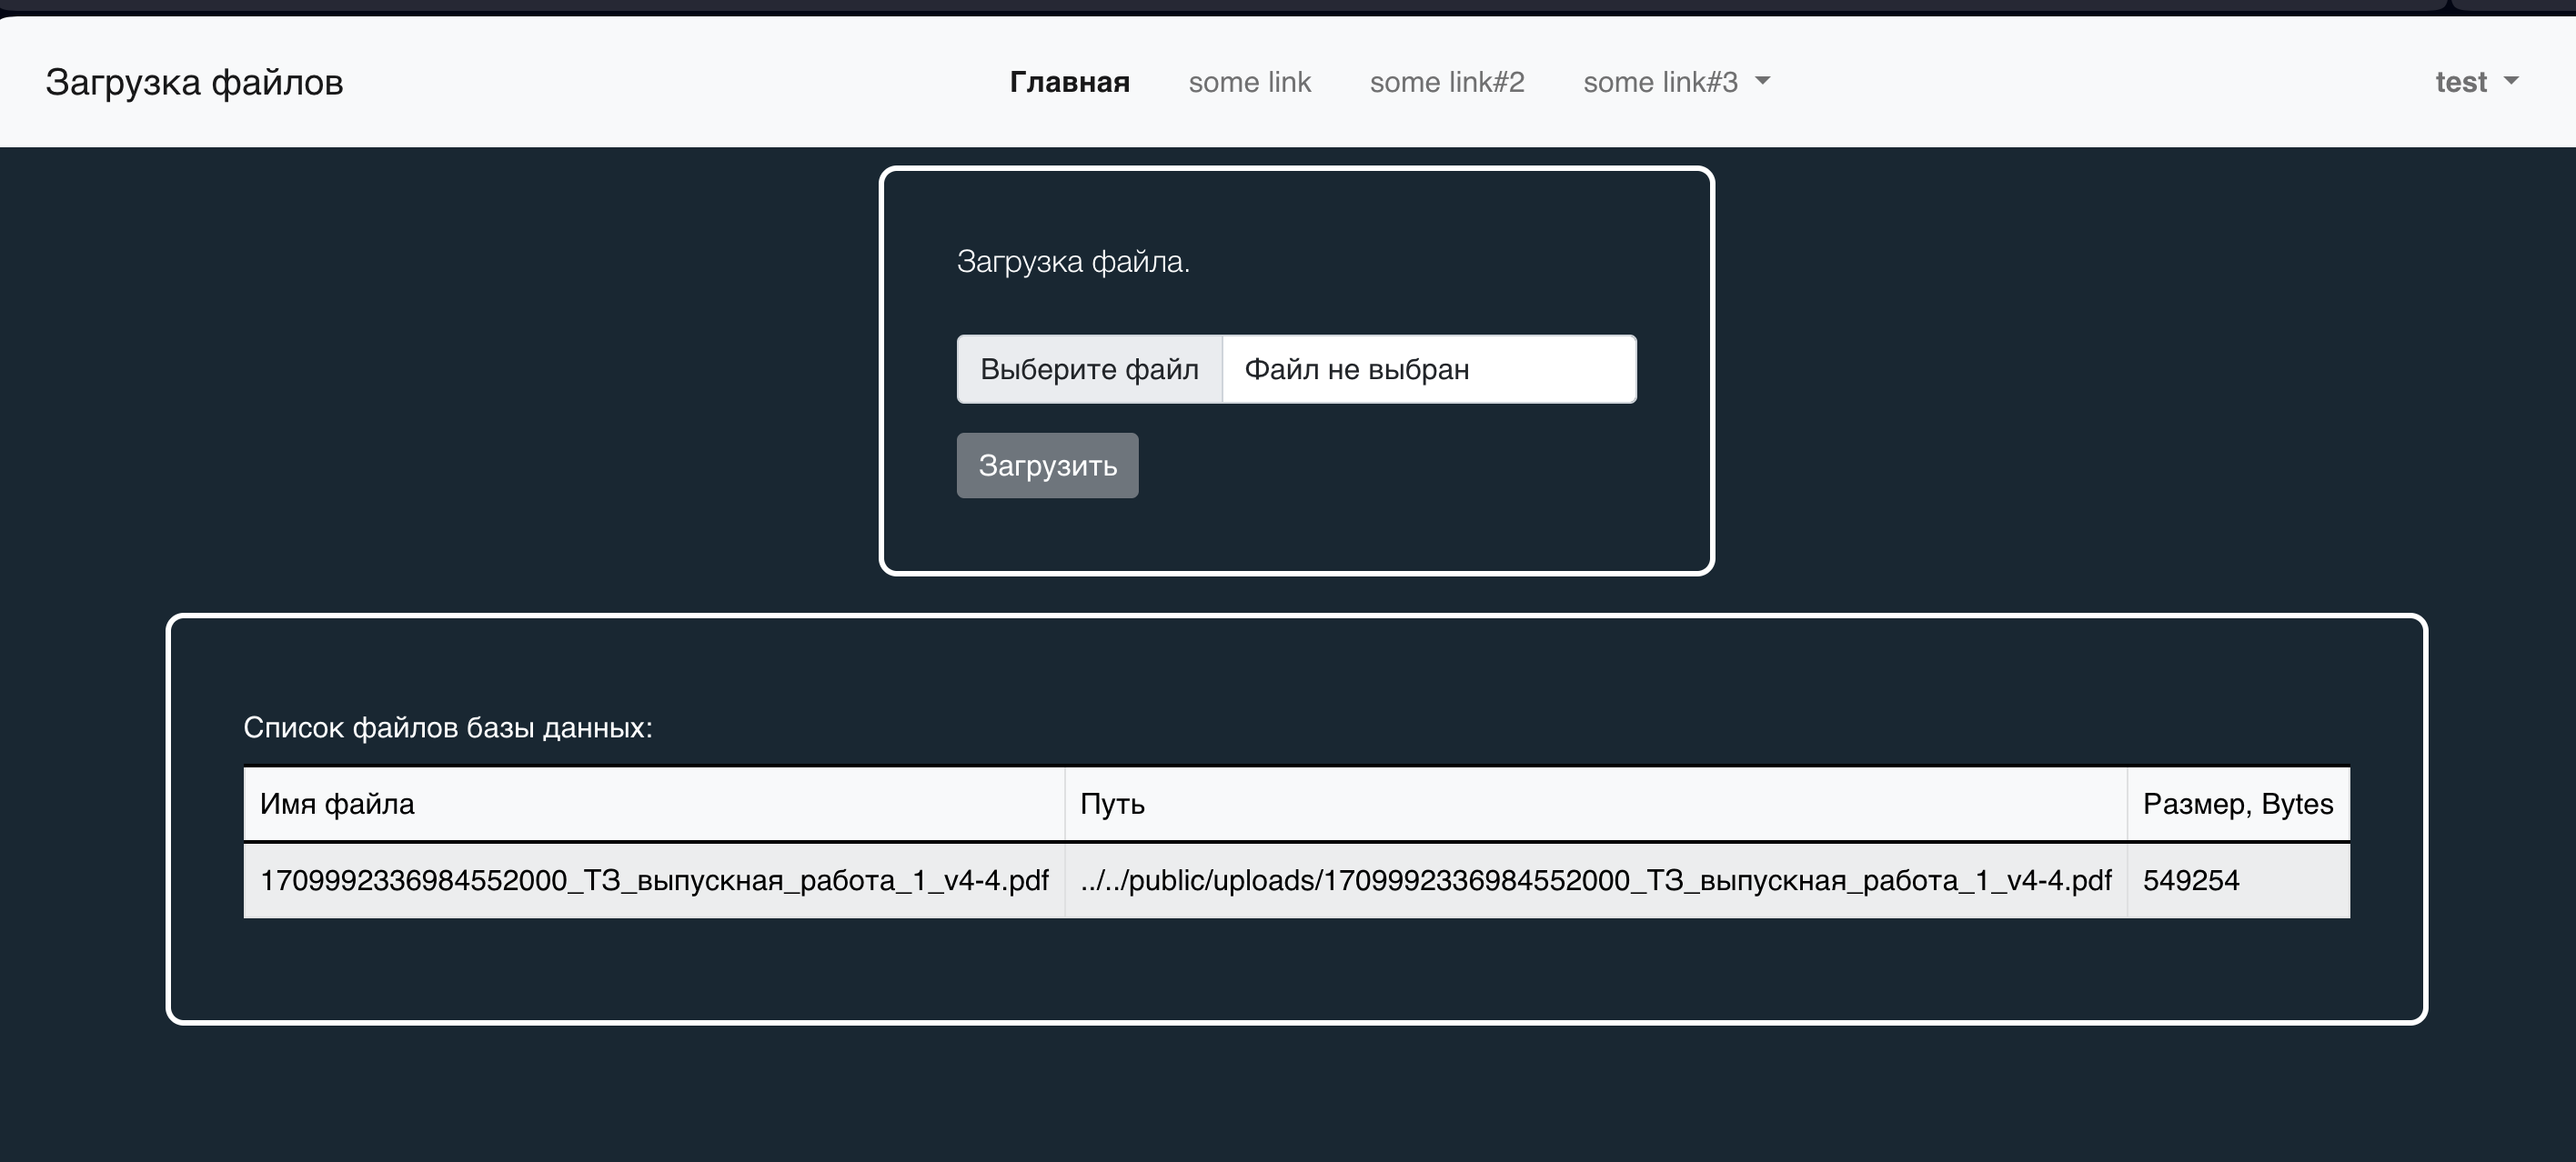 Загрузка файлов
Главная some link some link#2 some link#3
test
Загрузка файла.
Выберите файл Файл не выбран
Загрузить
Список файлов базы данных:
Имя файла Путь Размер, Bytes
1709992336984552000_ТЗ_выпускная_работа_1_v4-4.pdf ../../public/uploads/1709992336984552000_ТЗ_выпускная_работа_1_v4-4.pdf 549254